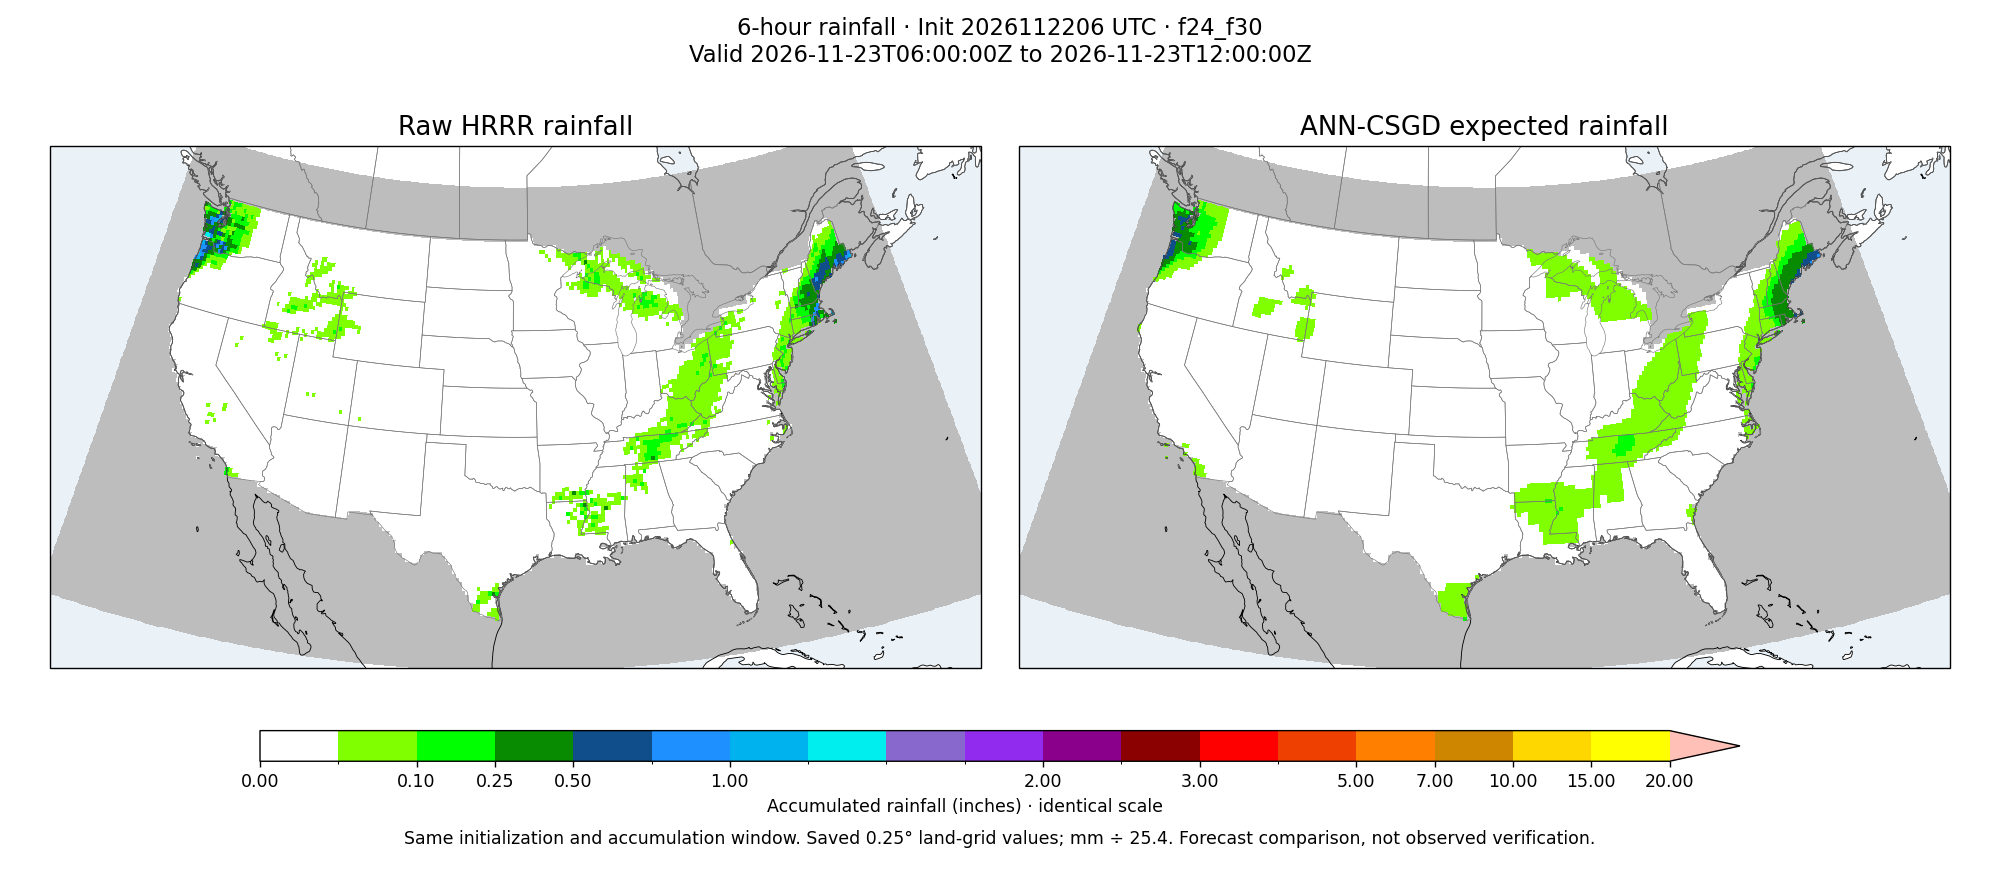 6-hour rainfall · Init 2026112206 UTC · f24_f30
Valid 2026-11-23T06:00:00Z to 2026-11-23T12:00:00Z
Raw HRRR rainfall
ANN-CSGD expected rainfall
0.00 0.10 0.25 0.50 1.00 2.00 3.00 5.00 7.00 10.00 15.00 20.00
Accumulated rainfall (inches) · identical scale
Same initialization and accumulation window. Saved 0.25° land-grid values; mm ÷ 25.4. Forecast comparison, not observed verification.